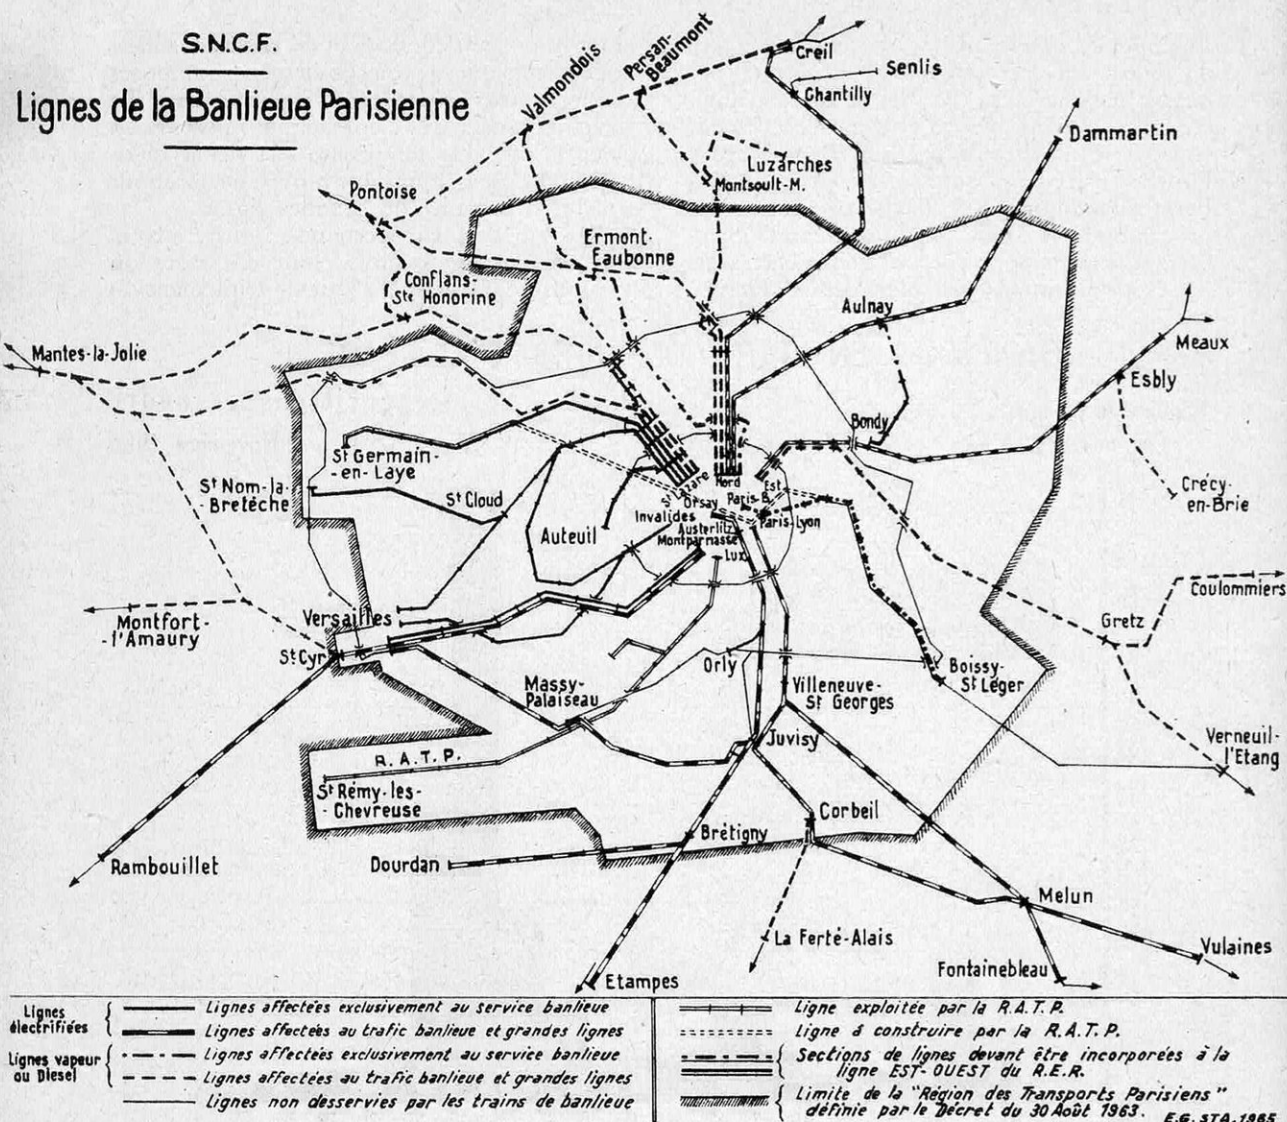 S.N.C.F.
Lignes de la Banlieue Parisienne
Valmondois
Persan-
Beaumont
Creil
Senlis
Chantilly
Dammartin
Luzarches
Montsoult-M.
Pontoise
Ermont-
Eaubonne
Conflans-
Ste Honorine
Aulnay
Mantes-la-Jolie
Meaux
Esbly
Bondy
St Germain-
-en-Laye
St Nom-la-
-Bretèche
St Cloud
Crécy-
en-Brie
St Lazare
Nord
Est
Orsay
Paris-B.
Invalides
Paris-Lyon
Austerlitz
Montparnasse
Lux.
Auteuil
Coulommiers
Montfort-
-l'Amaury
Versailles
Gretz
St Cyr
Orly
Boissy-
St Léger
Massy-
Palaiseau
Villeneuve-
St Georges
Juvisy
Verneuil-
l'Etang
R.A.T.P.
St Rémy-les-
-Chevreuse
Corbeil
Brétigny
Rambouillet
Dourdan
Melun
La Ferté-Alais
Vulaines
Fontainebleau
Etampes
Lignes
électrifiées
Lignes affectées exclusivement au service banlieue
Lignes affectées au trafic banlieue et grandes lignes
Lignes vapeur
ou Diesel
Lignes affectées exclusivement au service banlieue
Lignes affectées au trafic banlieue et grandes lignes
Lignes non desservies par les trains de banlieue
Ligne exploitée par la R.A.T.P.
Ligne à construire par la R.A.T.P.
Sections de lignes devant être incorporées à la
ligne EST-OUEST du R.E.R.
Limite de la "Région des Transports Parisiens"
définie par le Décret du 30 Août 1963.
E.G. STA. 1965